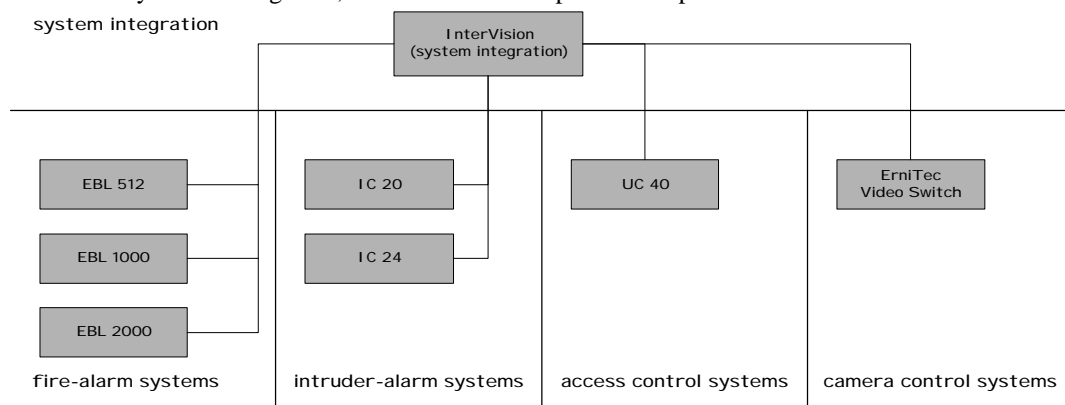 system integration
InterVision
(system integration)
EBL 512
IC 20
UC 40
ErniTec
Video Switch
EBL 1000
IC 24
EBL 2000
fire-alarm systems
intruder-alarm systems
access control systems
camera control systems